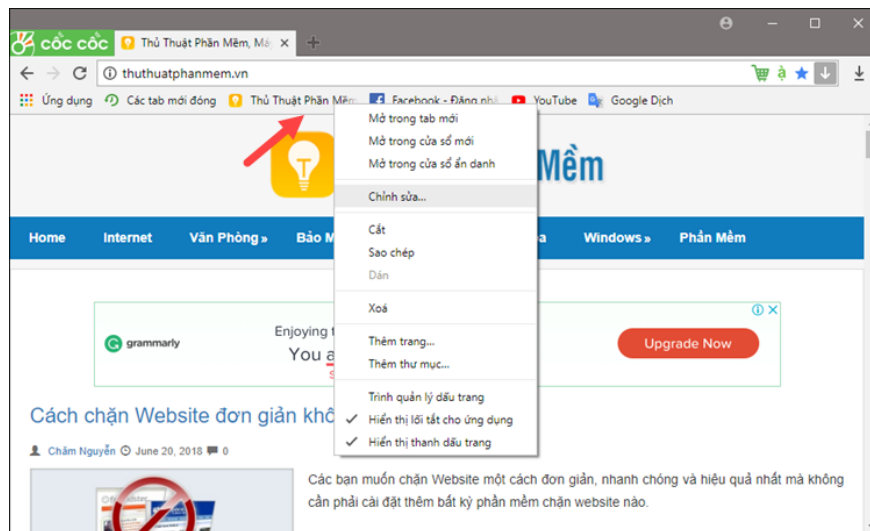 cốc cốc Thủ Thuật Phần Mềm, Má
thuthuatphanmem.vn
Ứng dụng Các tab mới đóng Thủ Thuật Phần Mềm Facebook - Đăng nhậ YouTube Google Dịch
Mở trong tab mới
Mở trong cửa sổ mới
Mở trong cửa sổ ẩn danh
Chỉnh sửa...
Cắt
Sao chép
Dán
Xoá
Thêm trang...
Thêm thư mục...
Trình quản lý dấu trang
Hiển thị lối tắt cho ứng dụng
Hiển thị thanh dấu trang
T Mềm
Home Internet Văn Phòng » Bảo M a Windows » Phần Mềm
grammarly Enjoying
You a
Upgrade Now
Cách chặn Website đơn giản khô
Chăm Nguyễn June 20, 2018 0
Các bạn muốn chặn Website một cách đơn giản, nhanh chóng và hiệu quả nhất mà không
cần phải cài đặt thêm bất kỳ phần mềm chặn website nào.